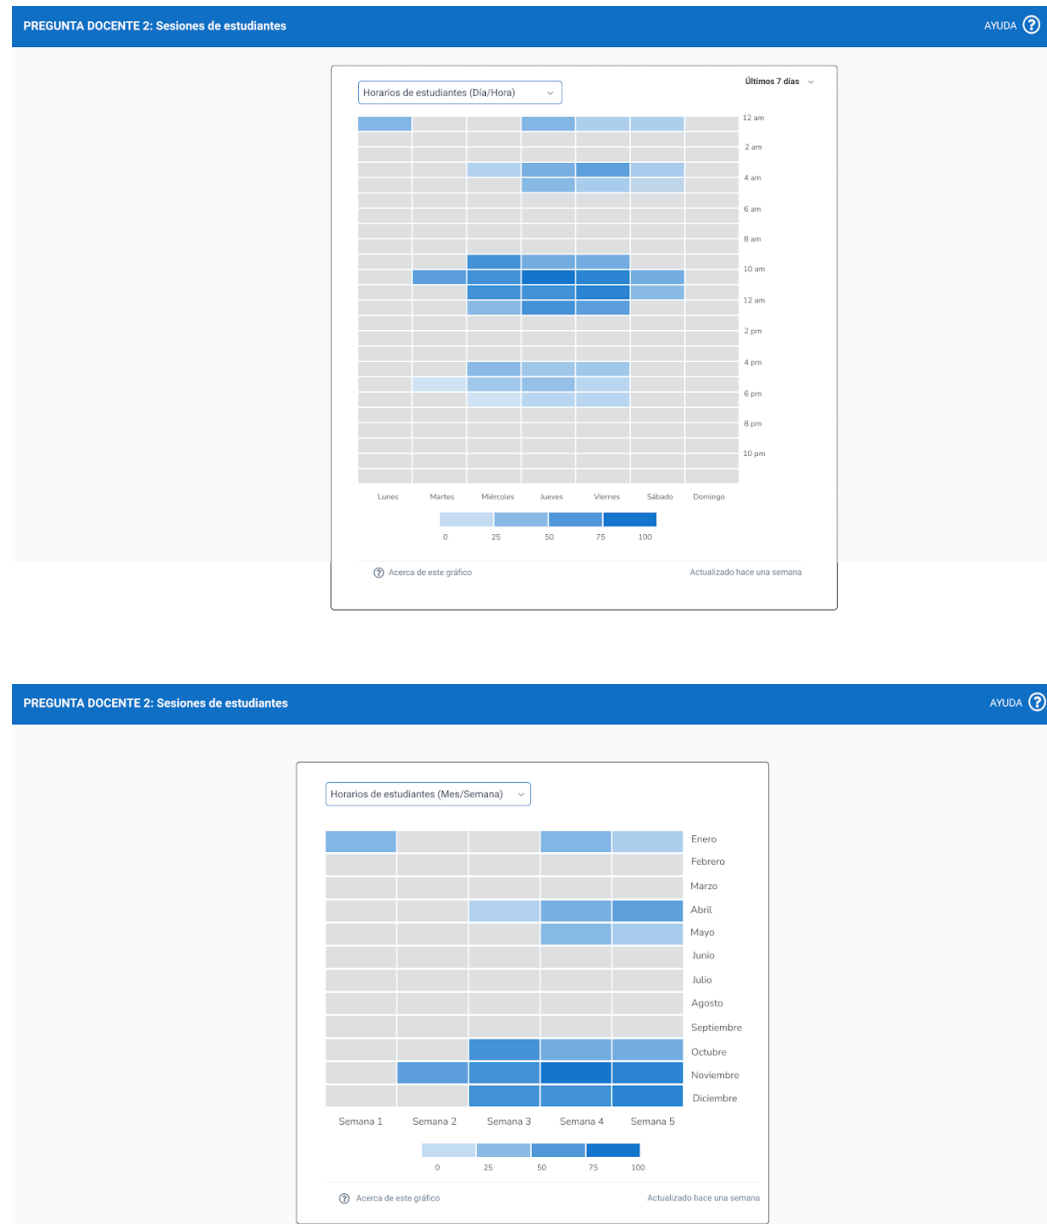 PREGUNTA DOCENTE 2: Sesiones de estudiantes
AYUDA ?
Últimos 7 días
Horarios de estudiantes (Día/Hora)
12 am
2 am
4 am
6 am
8 am
10 am
12 am
2 pm
4 pm
6 pm
8 pm
10 pm
Lunes Martes Miércoles Jueves Viernes Sábado Domingo
0 25 50 75 100
? Acerca de este gráfico
Actualizado hace una semana
PREGUNTA DOCENTE 2: Sesiones de estudiantes
AYUDA ?
Horarios de estudiantes (Mes/Semana)
Enero
Febrero
Marzo
Abril
Mayo
Junio
Julio
Agosto
Septiembre
Octubre
Noviembre
Diciembre
Semana 1 Semana 2 Semana 3 Semana 4 Semana 5
0 25 50 75 100
? Acerca de este gráfico
Actualizado hace una semana